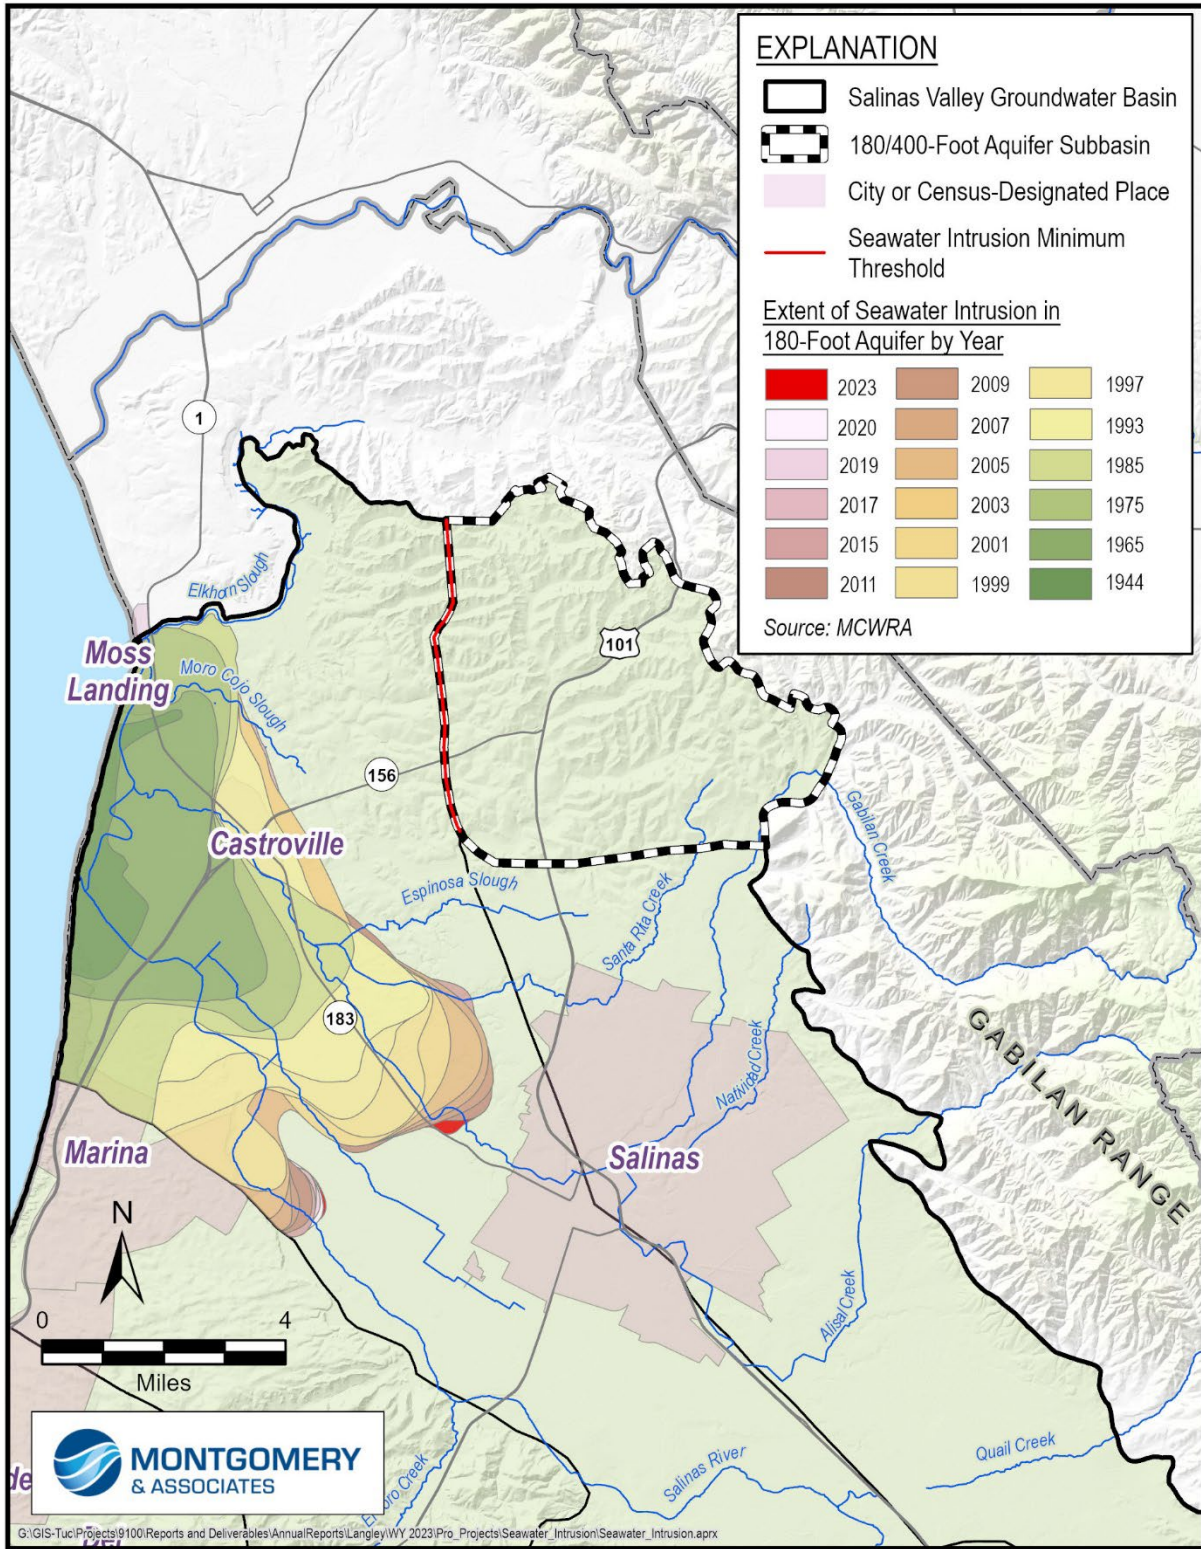 EXPLANATION
Salinas Valley Groundwater Basin
180/400-Foot Aquifer Subbasin
City or Census-Designated Place
Seawater Intrusion Minimum
Threshold
Extent of Seawater Intrusion in
180-Foot Aquifer by Year
2023
2009
1997
2020
2007
1993
2019
2005
1985
2017
2003
1975
2015
2001
1965
2011
1999
1944
Source: MCWRA
1
Elkhorn Slough
Moss
Landing
Moro Cojo Slough
101
156
Castroville
Gabilan Creek
Espinosa Slough
Santa Rita Creek
183
Natividad Creek
GABILAN RANGE
Marina
Salinas
N
0
4
Miles
Alisal Creek
Quail Creek
Salinas River
MONTGOMERY
& ASSOCIATES
G:\GIS-Tuc\Projects\9100\Reports and Deliverables\AnnualReports\Langley\WY 2023\Pro_Projects\Seawater_Intrusion\Seawater_Intrusion.aprx